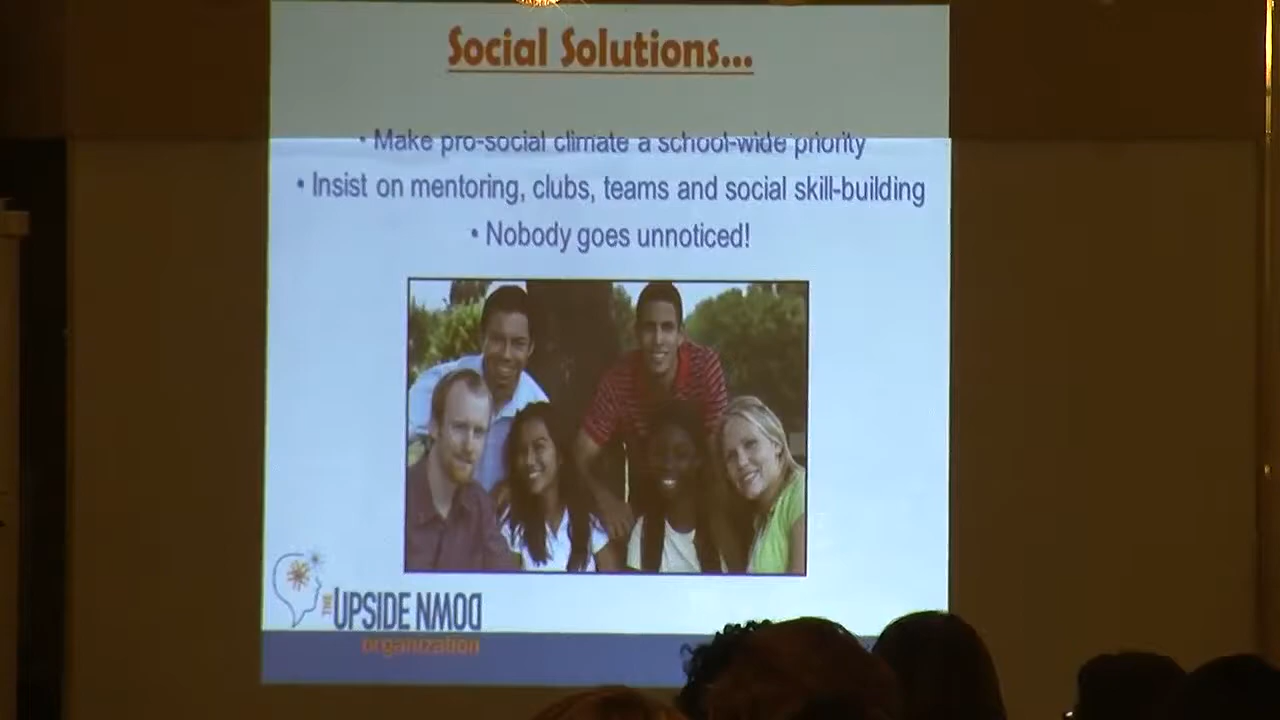 Social Solutions...
• Make pro-social climate a school-wide priority
• Insist on mentoring, clubs, teams and social skill-building
• Nobody goes unnoticed!
THE UPSIDE NWOD
organization